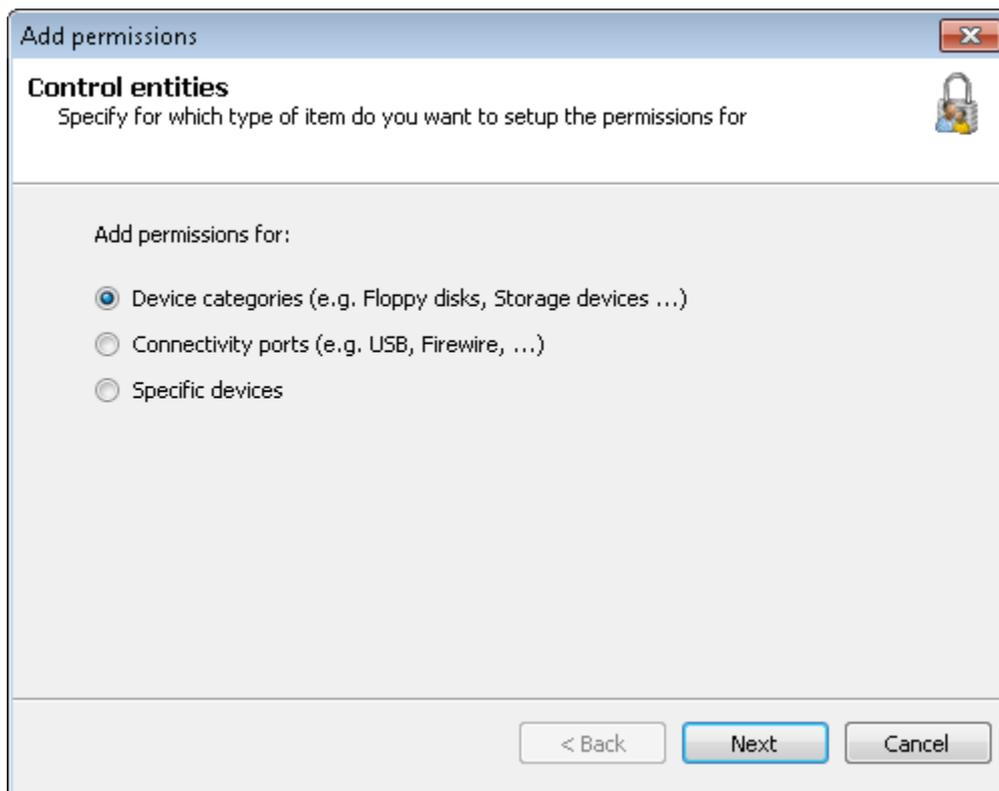 Add permissions
Control entities
Specify for which type of item do you want to setup the permissions for
Add permissions for:
Device categories (e.g. Floppy disks, Storage devices ...)
Connectivity ports (e.g. USB, Firewire, ...)
Specific devices
< Back Next Cancel